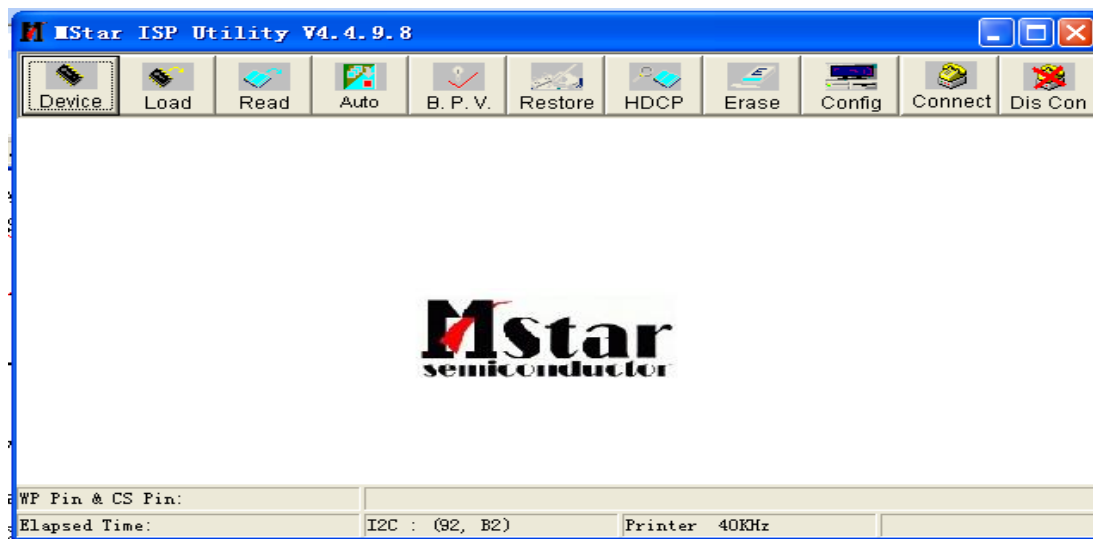 MStar ISP Utility V4.4.9.8
Device Load Read Auto B. P. V. Restore HDCP Erase Config Connect Dis Con
MStar
semiconductor
WP Pin & CS Pin:
Elapsed Time: I2C : (92, B2) Printer 40KHz